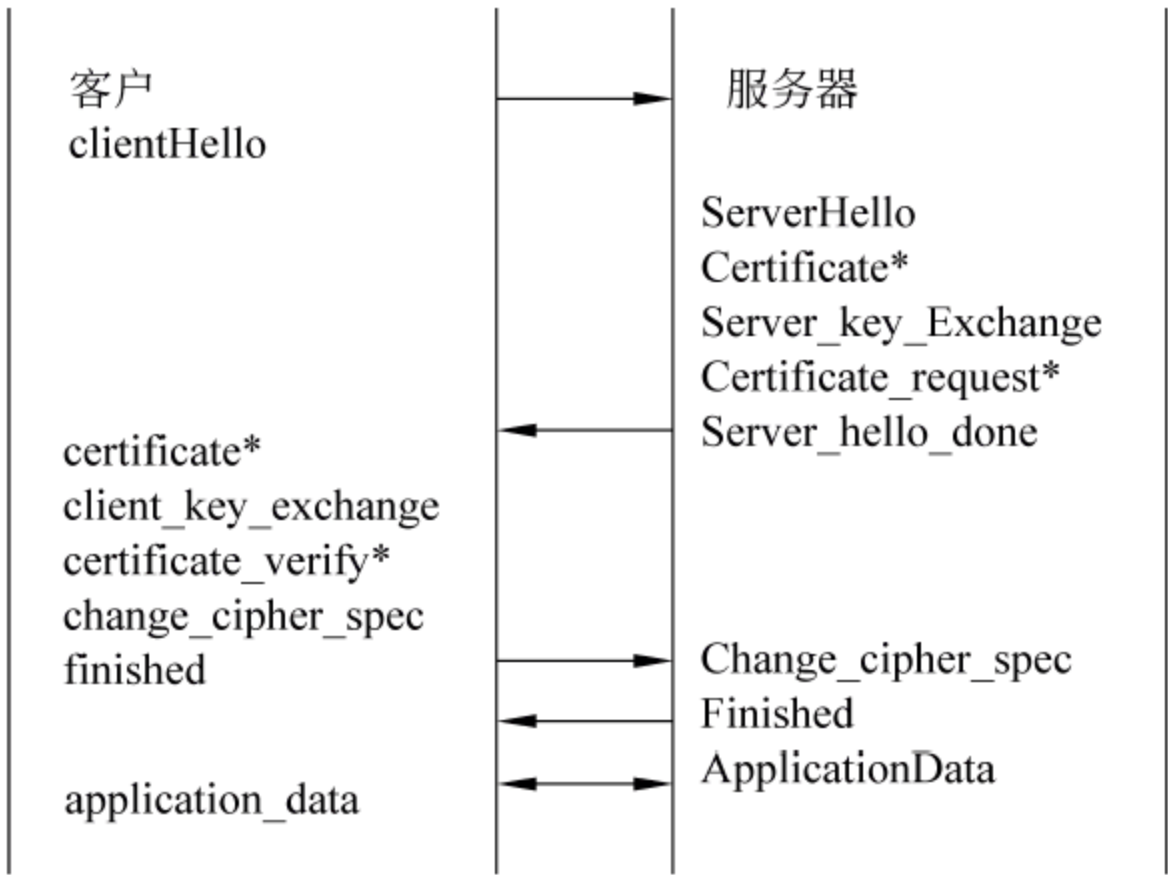 客户
服务器
clientHello
ServerHello
Certificate*
Server_key_Exchange
Certificate_request*
Server_hello_done
certificate*
client_key_exchange
certificate_verify*
change_cipher_spec
finished
Change_cipher_spec
Finished
ApplicationData
application_data